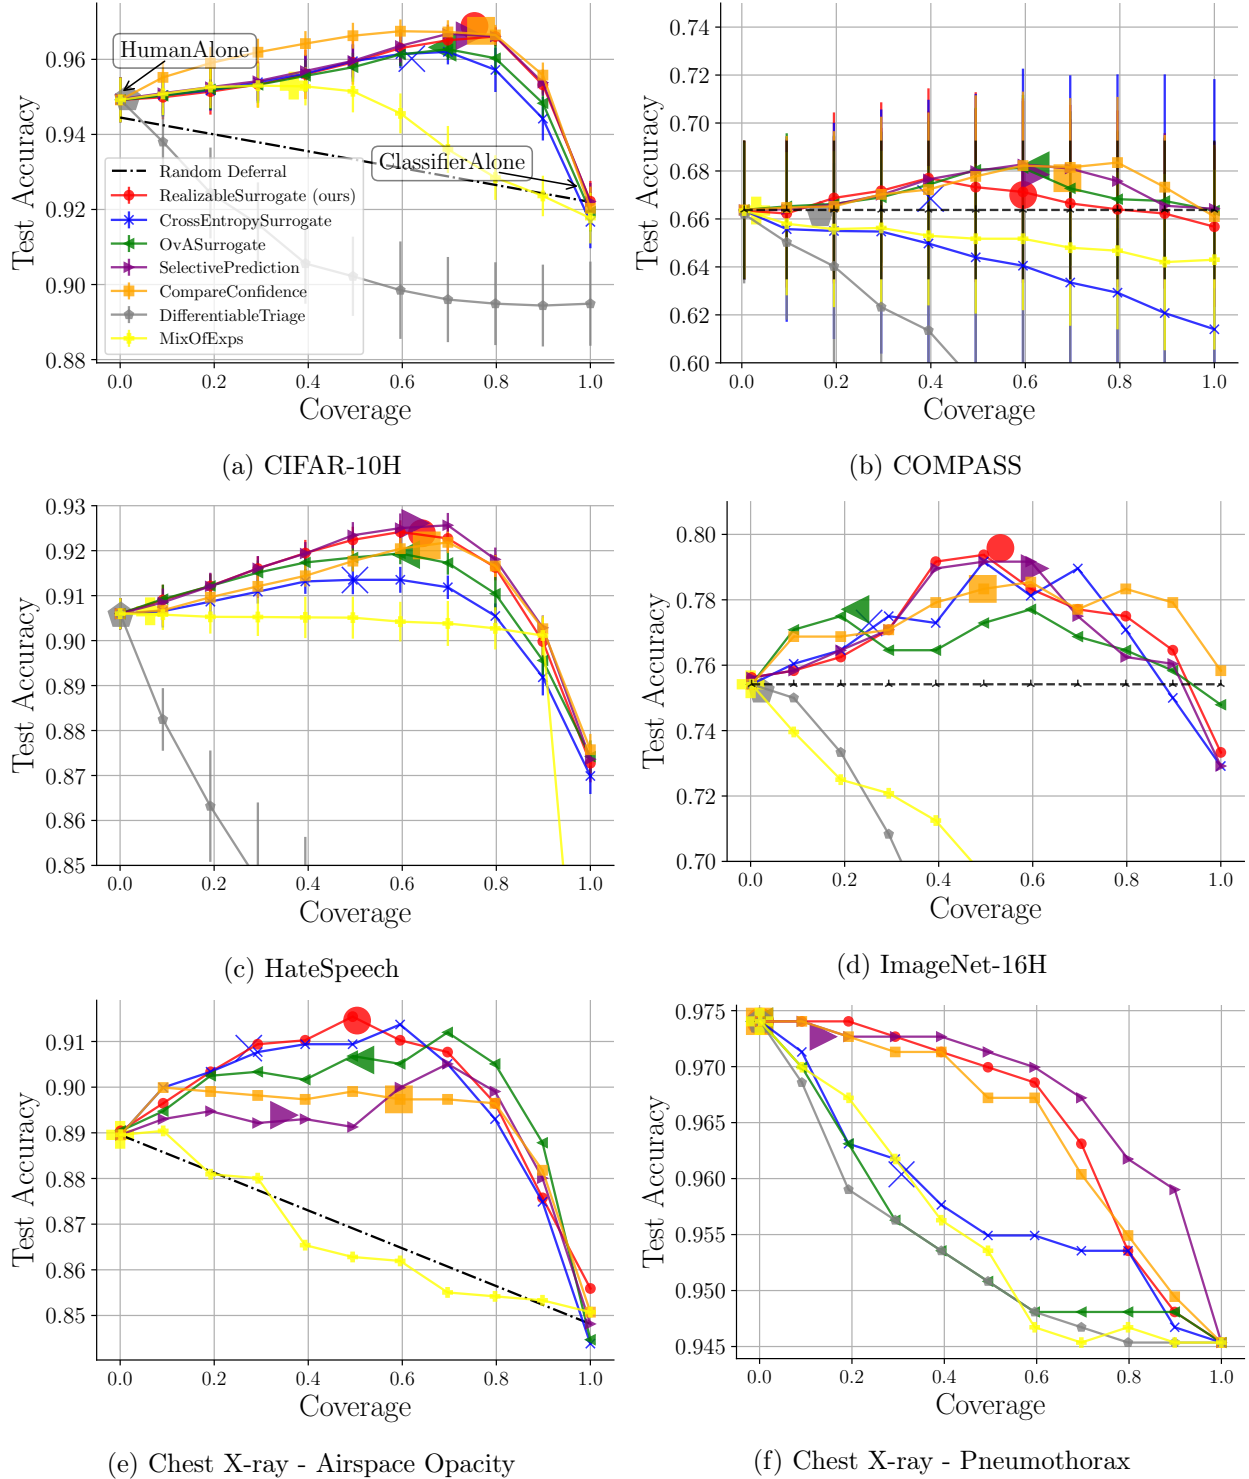 0.96
0.94
0.92
0.90
0.88
Test Accuracy
HumanAlone
ClassifierAlone
Random Deferral
RealizableSurrogate (ours)
CrossEntropySurrogate
OvASurrogate
SelectivePrediction
CompareConfidence
DifferentiableTriage
MixOfExps
0.0 0.2 0.4 0.6 0.8 1.0
Coverage
(a) CIFAR-10H
0.74
0.72
0.70
0.68
0.66
0.64
0.62
0.60
Test Accuracy
0.0 0.2 0.4 0.6 0.8 1.0
Coverage
(b) COMPASS
0.93
0.92
0.91
0.90
0.89
0.88
0.87
0.86
0.85
Test Accuracy
0.0 0.2 0.4 0.6 0.8 1.0
Coverage
(c) HateSpeech
0.80
0.78
0.76
0.74
0.72
0.70
Test Accuracy
0.0 0.2 0.4 0.6 0.8 1.0
Coverage
(d) ImageNet-16H
0.91
0.90
0.89
0.88
0.87
0.86
0.85
Test Accuracy
0.0 0.2 0.4 0.6 0.8 1.0
Coverage
(e) Chest X-ray - Airspace Opacity
0.975
0.970
0.965
0.960
0.955
0.950
0.945
Test Accuracy
0.0 0.2 0.4 0.6 0.8 1.0
Coverage
(f) Chest X-ray - Pneumothorax